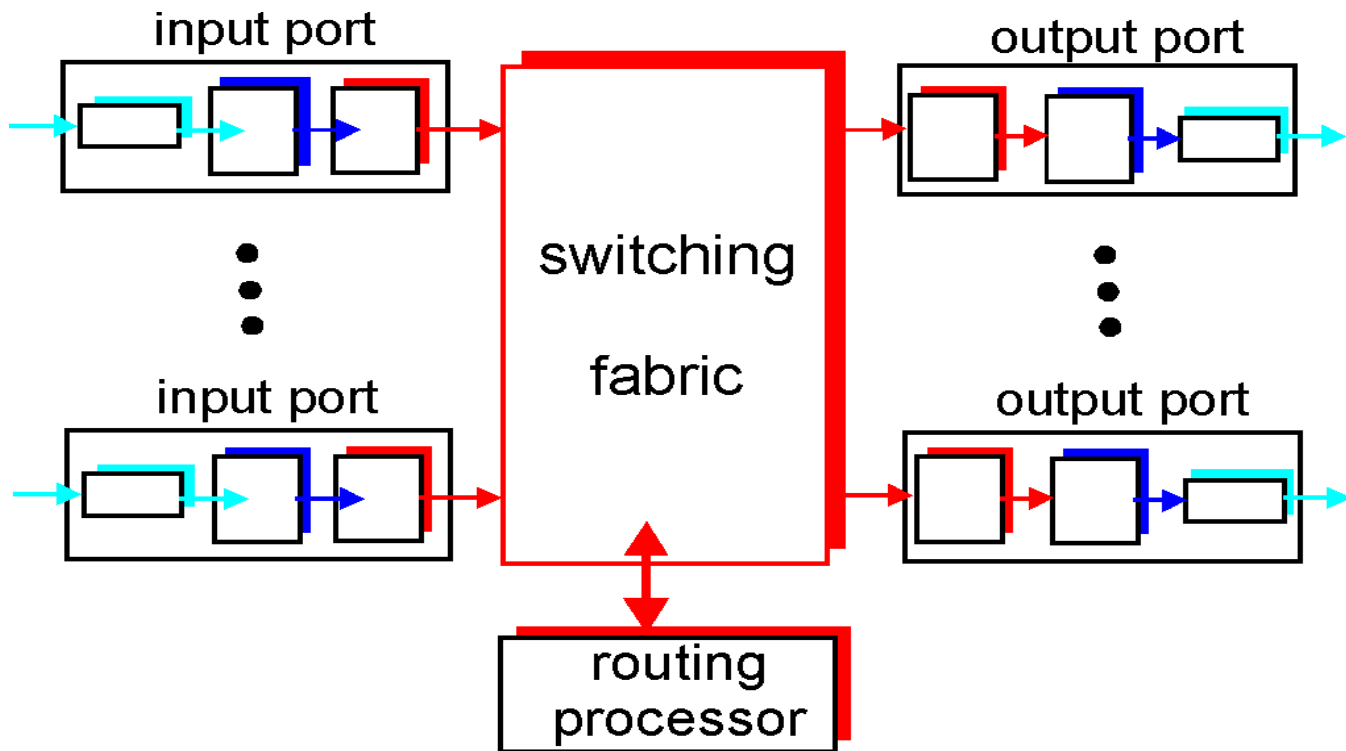 input port
output port
switching
fabric
input port
output port
routing
processor